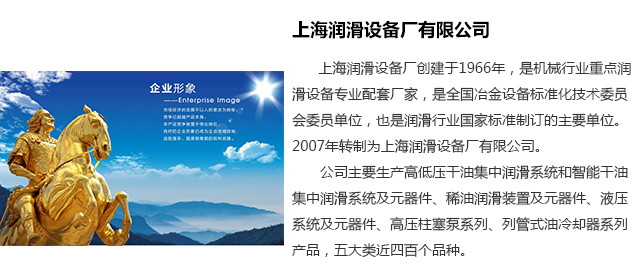 上海润滑设备厂有限公司
企业形象
——Enterprise Image
上海润滑设备厂创建于1966年，是机械行业重点润
滑设备专业配套厂家，是全国冶金设备标准化技术委员
会委员单位，也是润滑行业国家标准制订的主要单位。
2007年转制为上海润滑设备厂有限公司。
公司主要生产高低压干油集中润滑系统和智能干油
集中润滑系统及元器件、稀油润滑装置及元器件、液压
系统及元器件、高压柱塞泵系列、列管式油冷却器系列
产品，五大类近四百个品种。